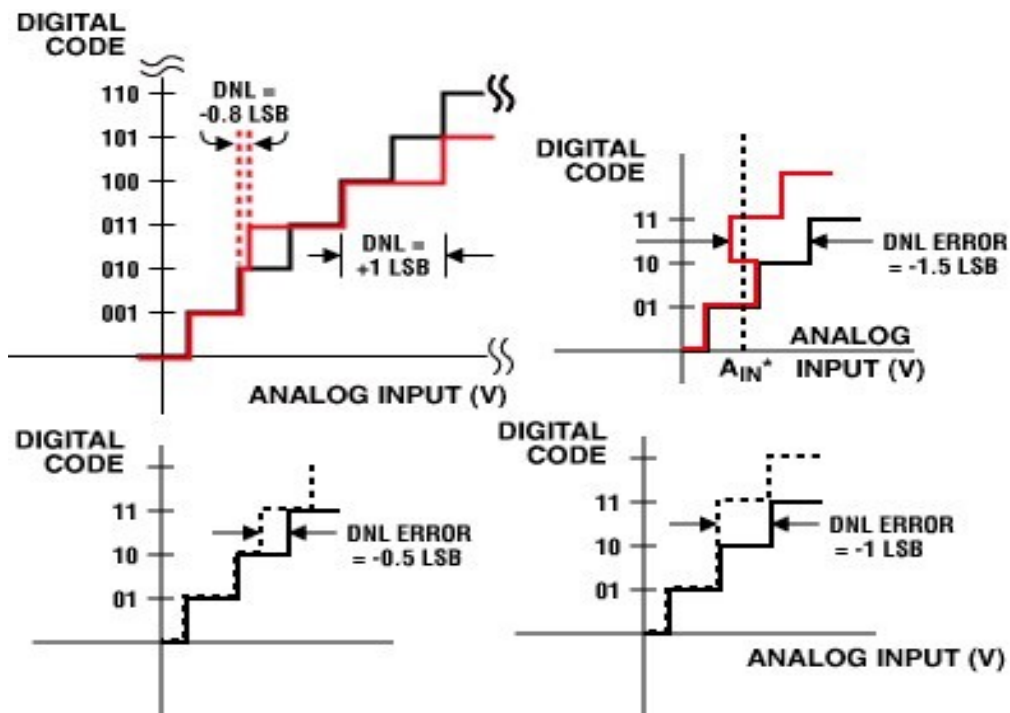 DIGITAL
CODE
110
101
100
011
010
001
DNL =
-0.8 LSB
DNL =
+1 LSB
ANALOG INPUT (V)
DIGITAL
CODE
11
10
01
DNL ERROR
= -1.5 LSB
ANALOG
AIN* INPUT (V)
DIGITAL
CODE
11
10
01
DNL ERROR
= -0.5 LSB
DIGITAL
CODE
11
10
01
DNL ERROR
= -1 LSB
ANALOG INPUT (V)